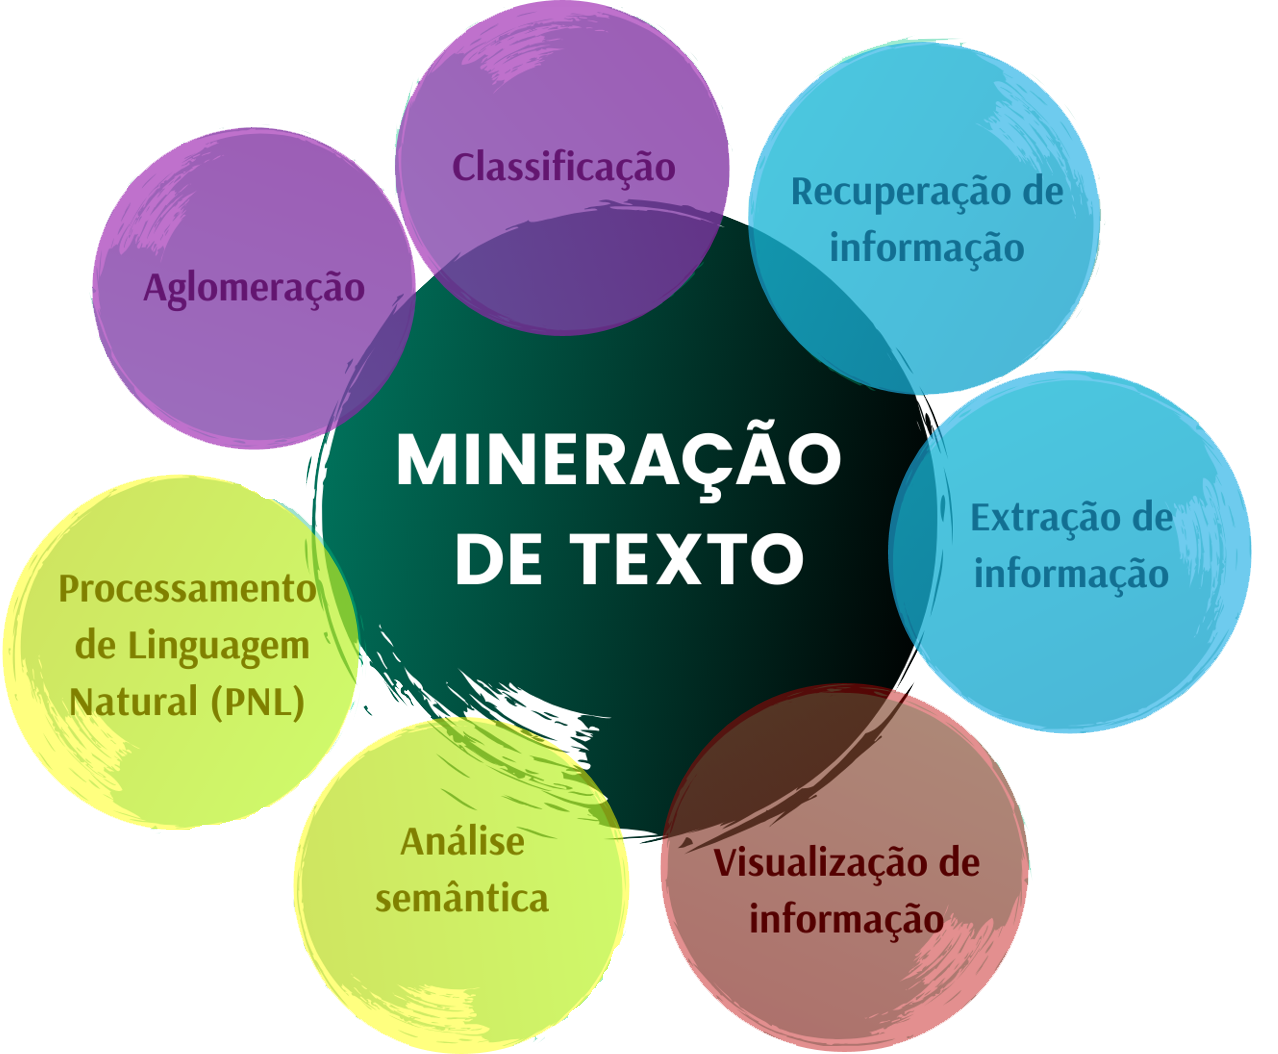 Classificação
Recuperação de
informação
Aglomeração
MINERAÇÃO
DE TEXTO
Extração de
informação
Processamento
de Linguagem
Natural (PNL)
Análise
semântica
Visualização de
informação